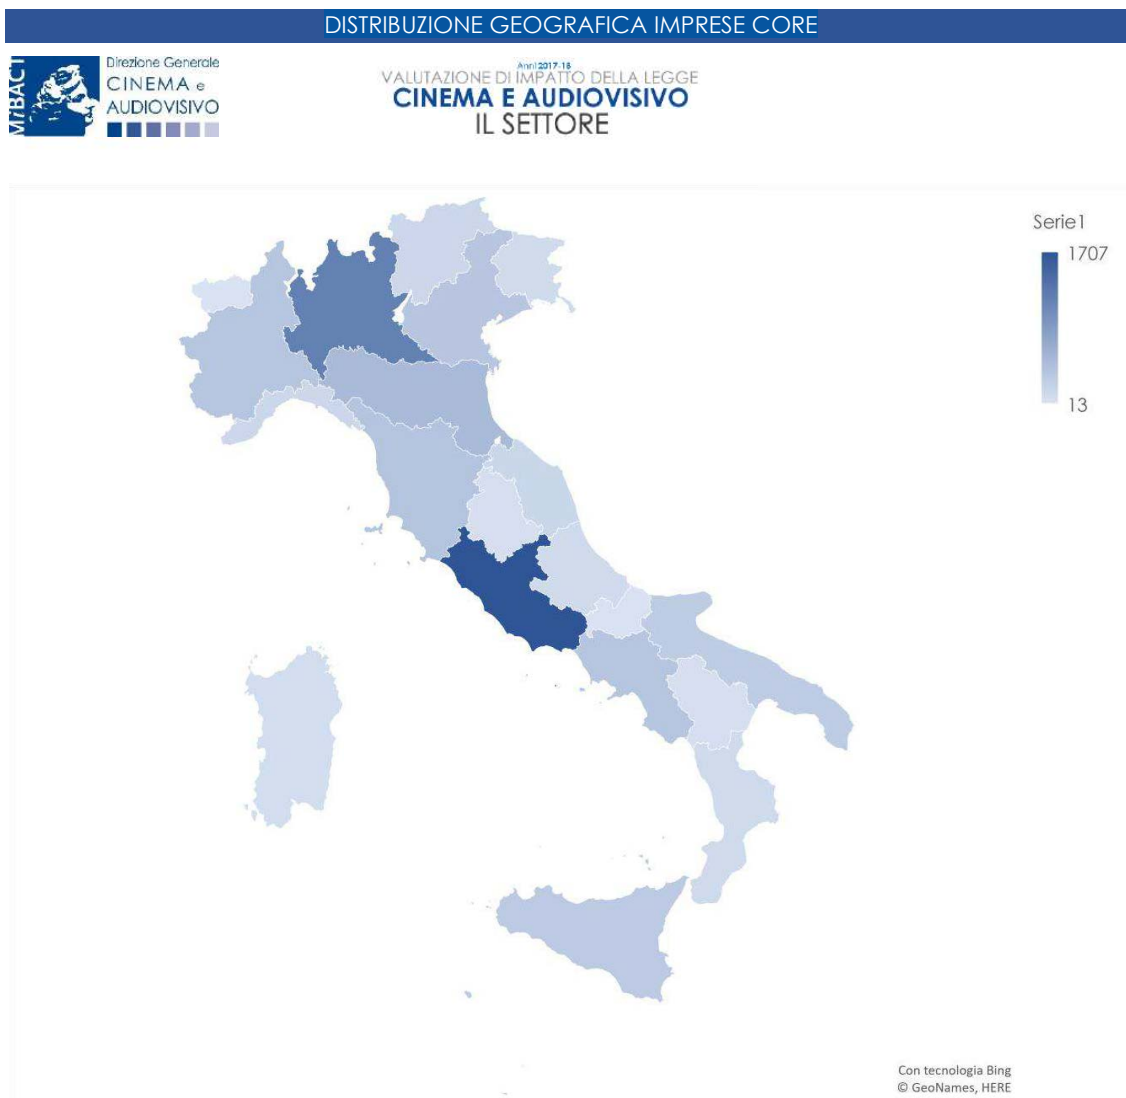 DISTRIBUZIONE GEOGRAFICA IMPRESE CORE
MiBACT
Direzione Generale
CINEMA e
AUDIOVISIVO
Anni 2017-18
VALUTAZIONE DI IMPATTO DELLA LEGGE
CINEMA E AUDIOVISIVO
IL SETTORE
Serie1
1707
13
Con tecnologia Bing
© GeoNames, HERE